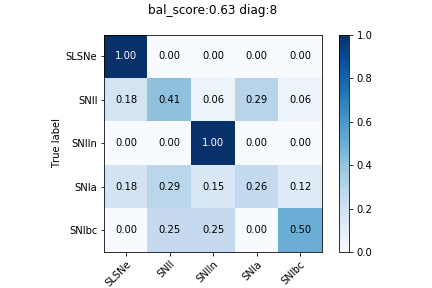 bal_score:0.63 diag:8
SLSNe 1.00 0.00 0.00 0.00 0.00
SNII 0.18 0.41 0.06 0.29 0.06
SNIIn 0.00 0.00 1.00 0.00 0.00
SNIa 0.18 0.29 0.15 0.26 0.12
SNIbc 0.00 0.25 0.25 0.00 0.50
True label
SLSNe SNII SNIIn SNIa SNIbc
1.0
0.8
0.6
0.4
0.2
0.0